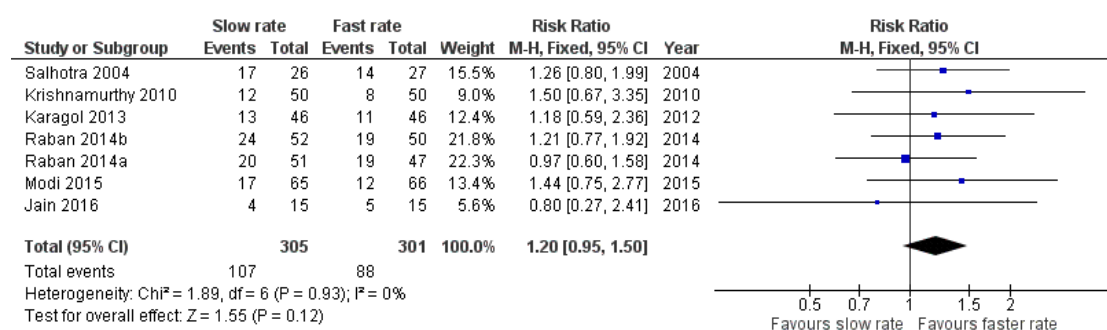 Slow rate Fast rate Risk Ratio Risk Ratio
Study or Subgroup Events Total Events Total Weight M-H, Fixed, 95% CI Year M-H, Fixed, 95% CI
Salhotra 2004 17 26 14 27 15.5% 1.26 [0.80, 1.99] 2004
Krishnamurthy 2010 12 50 8 50 9.0% 1.50 [0.67, 3.35] 2010
Karagol 2013 13 46 11 46 12.4% 1.18 [0.59, 2.36] 2012
Raban 2014b 24 52 19 50 21.8% 1.21 [0.77, 1.92] 2014
Raban 2014a 20 51 19 47 22.3% 0.97 [0.60, 1.58] 2014
Modi 2015 17 65 12 66 13.4% 1.44 [0.75, 2.77] 2015
Jain 2016 4 15 5 15 5.6% 0.80 [0.27, 2.41] 2016
Total (95% CI) 305 301 100.0% 1.20 [0.95, 1.50]
Total events 107 88
Heterogeneity: Chi² = 1.89, df = 6 (P = 0.93); I² = 0%
Test for overall effect: Z = 1.55 (P = 0.12)
0.5 0.7 1 1.5 2
Favours slow rate Favours faster rate